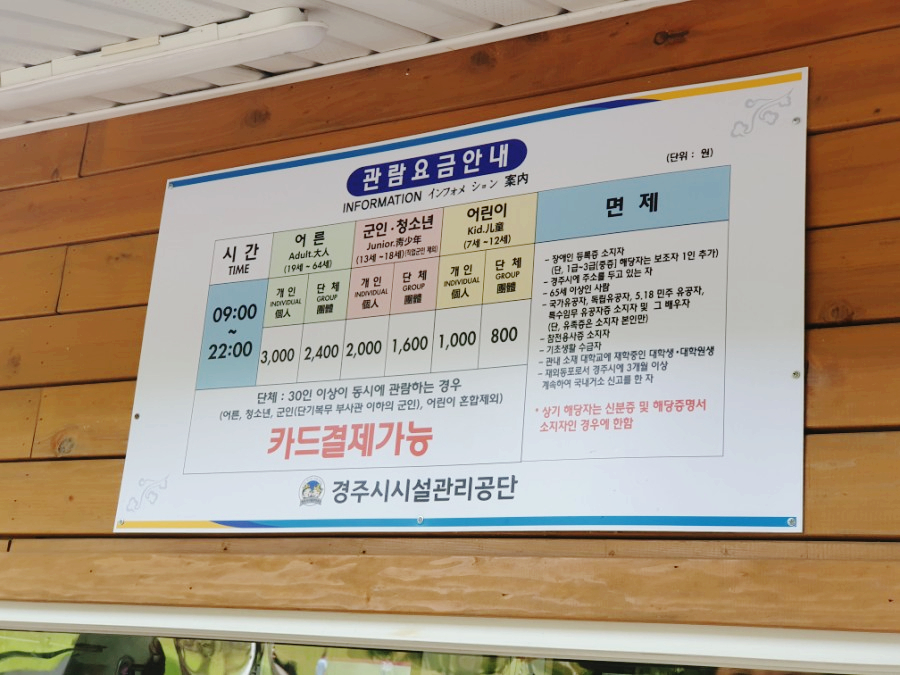 관람요금안내
INFORMATION インフォメ ション 案内
(단위 : 원)
시 간
TIME
어 른
Adult.大人
(19세 ~ 64세)
군인·청소년
Junior.靑少年
(13세 ~18세)(직업군인 제외)
어린이
Kid.儿童
(7세 ~12세)
면 제
개 인
INDIVIDUAL
個人
단 체
GROUP
團體
개 인
INDIVIDUAL
個人
단 체
GROUP
團體
개 인
INDIVIDUAL
個人
단 체
GROUP
團體
09:00
~
22:00
3,000
2,400
2,000
1,600
1,000
800
- 장애인 등록증 소지자
(단, 1급~3급(중증) 해당자는 보조자 1인 추가)
- 경주시에 주소를 두고 있는 자
- 65세 이상인 사람
- 국가유공자, 독립유공자, 5.18 민주 유공자,
특수임무 유공자증 소지자 및 그 배우자
(단, 유족증은 소지자 본인만)
- 참전용사증 소지자
- 기초생활 수급자
- 관내 소재 대학교에 재학중인 대학생·대학원생
- 재외동포로서 경주시에 3개월 이상
계속하여 국내거소 신고를 한 자
* 상기 해당자는 신분증 및 해당증명서
소지자인 경우에 한함
단체 : 30인 이상이 동시에 관람하는 경우
(어른, 청소년, 군인(단기복무 부사관 이하의 군인), 어린이 혼합제외)
카드결제가능
경주시시설관리공단